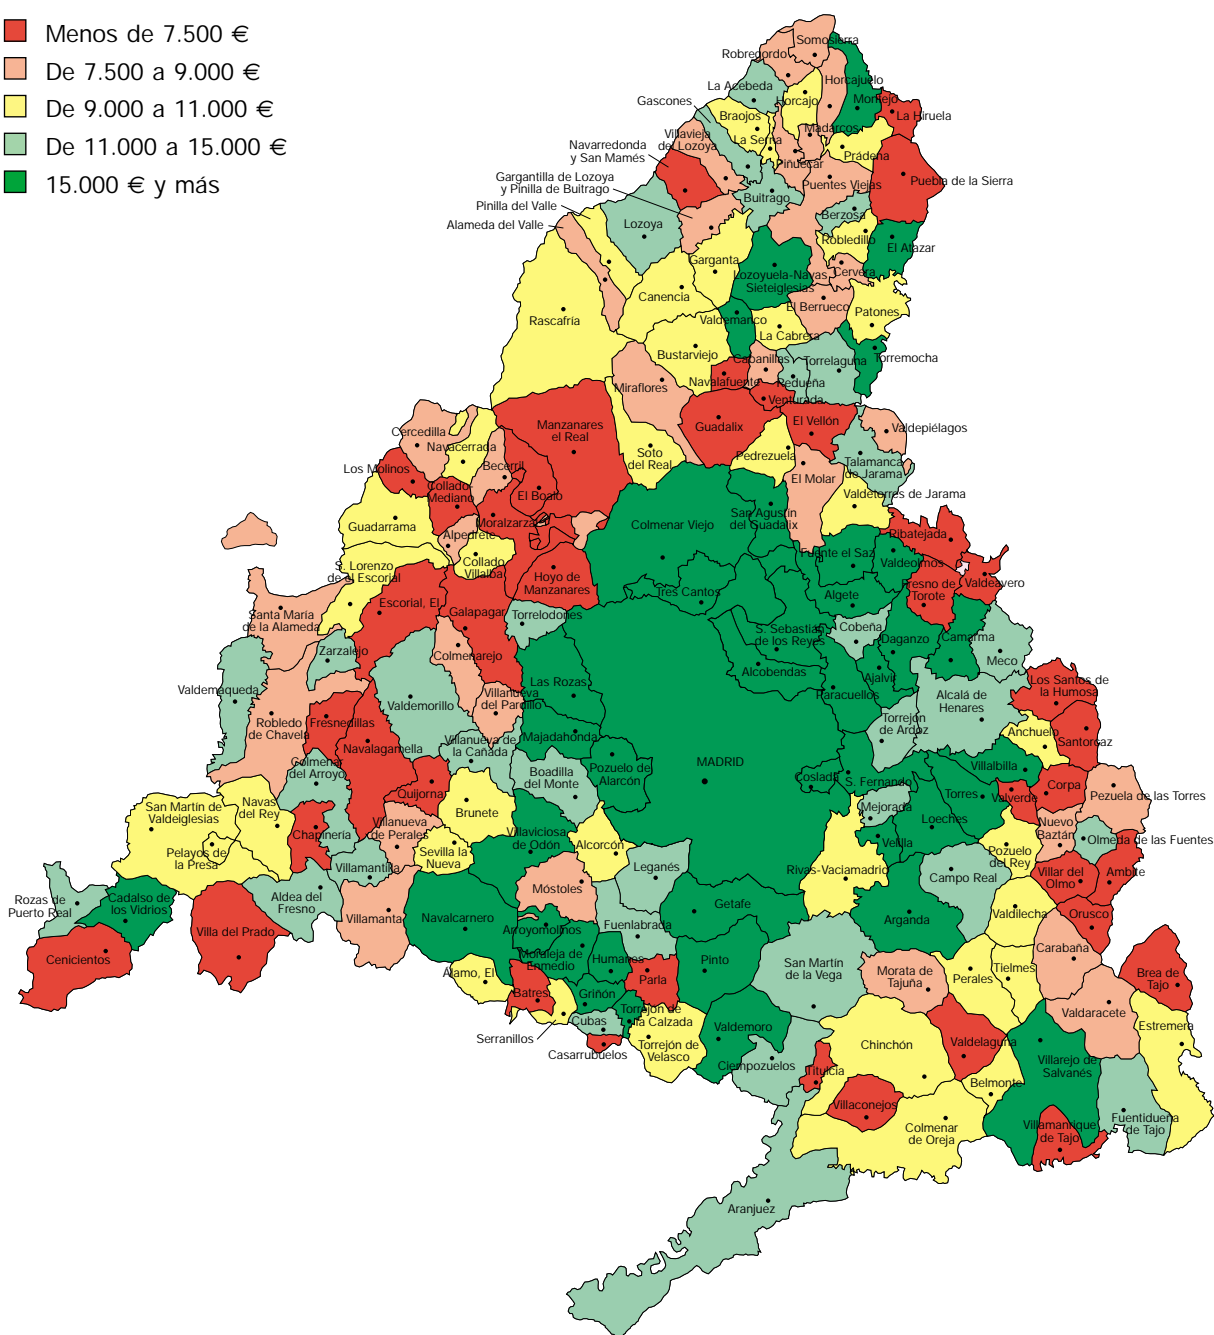 Menos de 7.500 €
De 7.500 a 9.000 €
De 9.000 a 11.000 €
De 11.000 a 15.000 €
15.000 € y más
Somosierra
Robregordo
Horcajuelo
La Acebeda
Horcajo
Montejo
La Hiruela
Gascones
Braojos
Madarcos
La Serna
Villavieja
del Lozoya
Prádena
Navarredonda
y San Mamés
Piñuécar
Puebla de la Sierra
Gargantilla de Lozoya
y Pinilla de Buitrago
Puentes Viejas
Buitrago
Pinilla del Valle
Berzosa
Alameda del Valle
Lozoya
Robledillo
El Atazar
Garganta
Lozoyuela-Navas
Sieteiglesias
Cervera
Canencia
El Berrueco
Patones
Rascafría
Valdemanco
La Cabrera
Bustarviejo
Cabanillas
Torrelaguna
Torremocha
Miraflores
Navalafuente
Redueña
Venturada
Manzanares
el Real
Guadalix
El Vellón
Valdepiélagos
Cercedilla
Navacerrada
Soto
del Real
Pedrezuela
Talamanca
de Jarama
Los Molinos
Becerril
El Molar
Collado-
Mediano
El Boalo
Valdetorres de Jarama
Guadarrama
Moralzarzal
Colmenar Viejo
San Agustín
del Guadalix
Ribatejada
Alpedrete
Fuente el Saz
Collado
Villalba
Valdeolmos
S. Lorenzo
de el Escorial
Hoyo de
Manzanares
Fresno de
Torote
Valdeavero
Tres Cantos
Algete
Escorial, El
Galapagar
Torrelodones
Santa María
de la Alameda
S. Sebastián
de los Reyes
Cobeña
Daganzo
Camarma
Zarzalejo
Colmenarejo
Meco
Alcobendas
Ajalvir
Los Santos de
la Humosa
Valdemaqueda
Las Rozas
Paracuellos
Alcalá de
Henares
Valdemorillo
Villanueva
del Pardillo
Robledo
de Chavela
Fresnedillas
Torrejón
de Ardoz
Anchuelo
Santorcaz
Navalagamella
Majadahonda
Villanueva de
la Cañada
Colmenar
del Arroyo
MADRID
Villalbilla
Boadilla
del Monte
Pozuelo de
Alarcón
Coslada
S. Fernando
Corpa
Quijorna
Torres
Valverde
Pezuela de las Torres
San Martín de
Valdeiglesias
Navas
del Rey
Brunete
Mejorada
Loeches
Nuevo
Baztán
Villanueva
de Perales
Chapinería
Villaviciosa
de Odón
Alcorcón
Velilla
Olmeda de las Fuentes
Pelayos de
la Presa
Sevilla la
Nueva
Pozuelo
del Rey
Villamantilla
Leganés
Rivas-Vaciamadrid
Campo Real
Villar del
Olmo
Ambite
Móstoles
Rozas de
Puerto Real
Cadalso de
los Vidrios
Aldea del
Fresno
Getafe
Villamanta
Navalcarnero
Arganda
Valdilecha
Orusco
Villa del Prado
Arroyomolinos
Fuenlabrada
Carabaña
Cenicientos
Moraleja de
Enmedio
Humanes
Pinto
San Martín
de la Vega
Morata de
Tajuña
Perales
Tielmes
Brea de
Tajo
Álamo, El
Parla
Batres
Griñón
Torrejón de
la Calzada
Valdaracete
Cubas
Valdemoro
Estremera
Serranillos
Casarrubuelos
Torrejón de
Velasco
Chinchón
Valdelaguna
Villarejo de
Salvanés
Ciempozuelos
Titulcia
Belmonte
Villaconejos
Fuentidueña
de Tajo
Colmenar
de Oreja
Villamanrique
de Tajo
Aranjuez